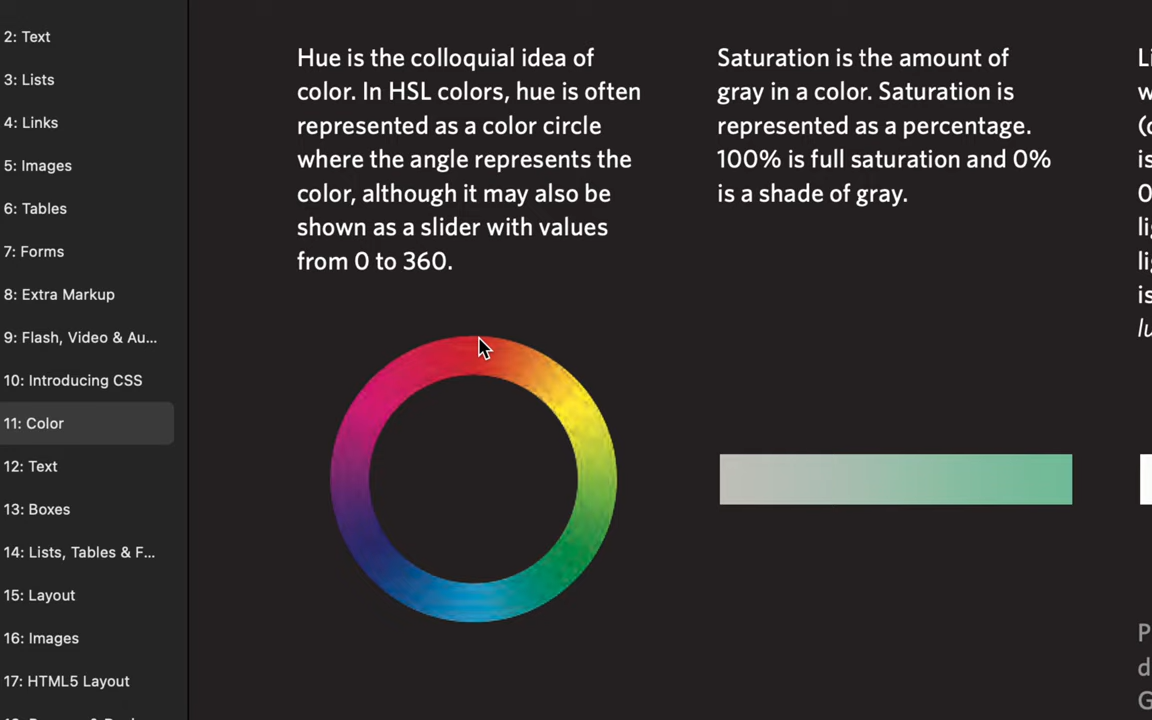 2: Text
3: Lists
4: Links
5: Images
6: Tables
7: Forms
8: Extra Markup
9: Flash, Video & Au...
10: Introducing CSS
11: Color
12: Text
13: Boxes
14: Lists, Tables & F...
15: Layout
16: Images
17: HTML5 Layout
Hue is the colloquial idea of
color. In HSL colors, hue is often
represented as a color circle
where the angle represents the
color, although it may also be
shown as a slider with values
from 0 to 360.
Saturation is the amount of
gray in a color. Saturation is
represented as a percentage.
100% is full saturation and 0%
is a shade of gray.